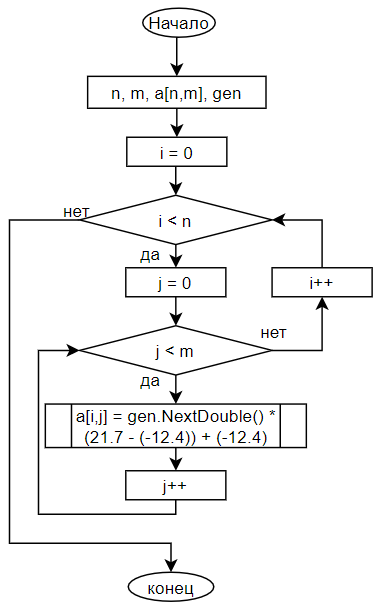 Начало
n, m, a[n,m], gen
i = 0
нет
i < n
да
j = 0
i++
нет
j < m
да
a[i,j] = gen.NextDouble() *
(21.7 - (-12.4)) + (-12.4)
j++
конец